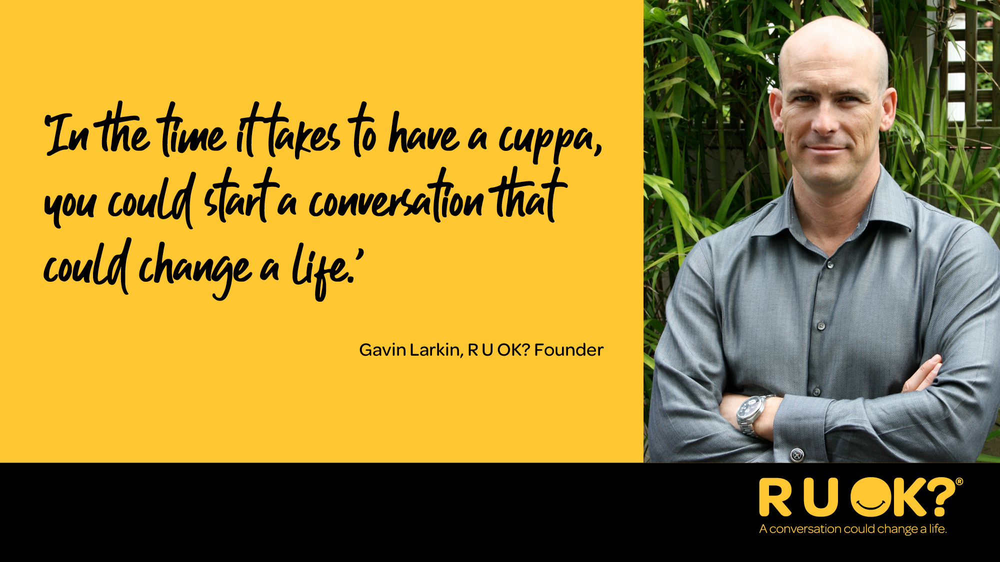 ‘In the time it takes to have a cuppa,
you could start a conversation that
could change a life.’
Gavin Larkin, R U OK? Founder
R U OK?®
A conversation could change a life.